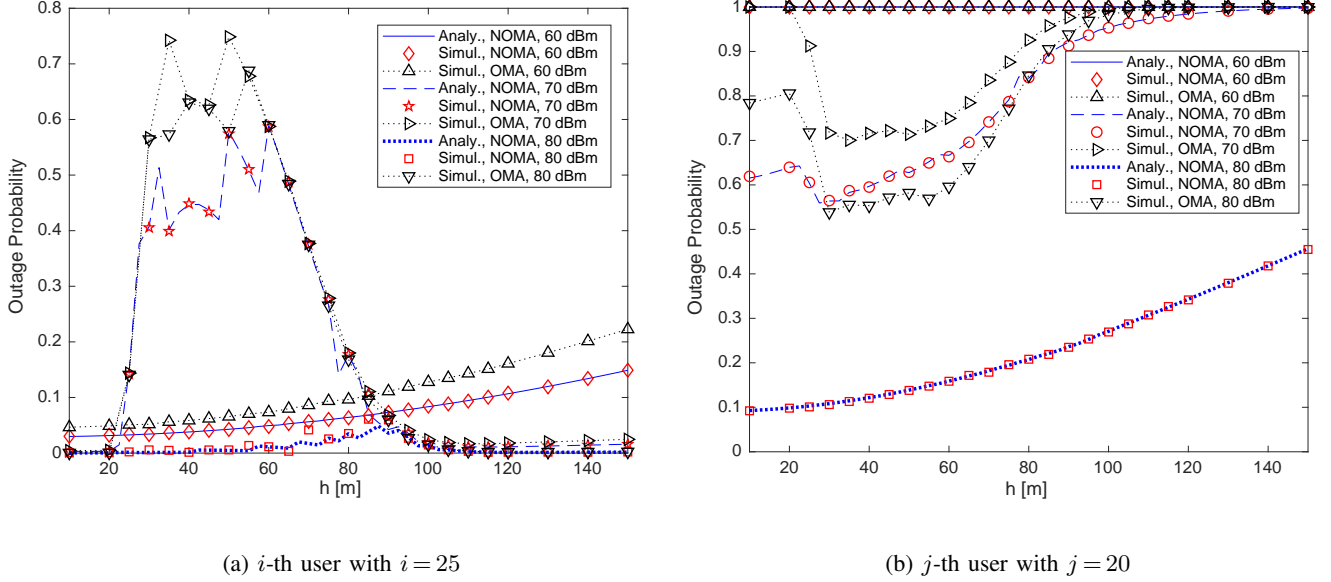 0.8
0.7
0.6
0.5
0.4
0.3
0.2
0.1
0
Outage Probability
Analy., NOMA, 60 dBm
Simul., NOMA, 60 dBm
Simul., OMA, 60 dBm
Analy., NOMA, 70 dBm
Simul., NOMA, 70 dBm
Simul., OMA, 70 dBm
Analy., NOMA, 80 dBm
Simul., NOMA, 80 dBm
Simul., OMA, 80 dBm
20 40 60 80 100 120 140
h [m]
(a) i-th user with i = 25
1
0.9
0.8
0.7
0.6
0.5
0.4
0.3
0.2
0.1
0
Outage Probability
Analy., NOMA, 60 dBm
Simul., NOMA, 60 dBm
Simul., OMA, 60 dBm
Analy., NOMA, 70 dBm
Simul., NOMA, 70 dBm
Simul., OMA, 70 dBm
Analy., NOMA, 80 dBm
Simul., NOMA, 80 dBm
Simul., OMA, 80 dBm
20 40 60 80 100 120 140
h [m]
(b) j-th user with j = 20